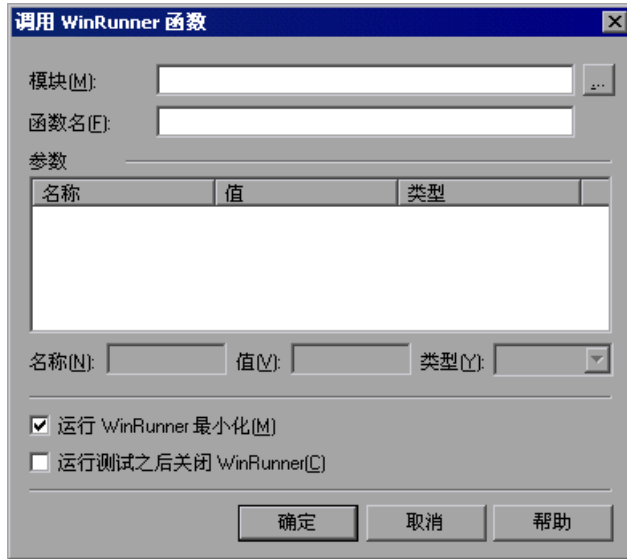 调用 WinRunner 函数
模块(M):
...
函数名(F):
参数
名称 值 类型
名称(N): 值(V): 类型(Y):
运行 WinRunner 最小化(M)
运行测试之后关闭 WinRunner(C)
确定 取消 帮助